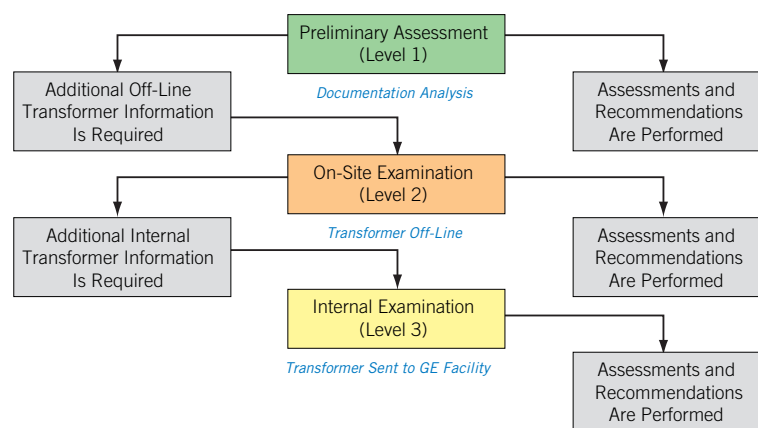 Preliminary Assessment
(Level 1)
Documentation Analysis
Additional Off-Line
Transformer Information
Is Required
Assessments and
Recommendations
Are Performed
On-Site Examination
(Level 2)
Transformer Off-Line
Additional Internal
Transformer Information
Is Required
Assessments and
Recommendations
Are Performed
Internal Examination
(Level 3)
Transformer Sent to GE Facility
Assessments and
Recommendations
Are Performed